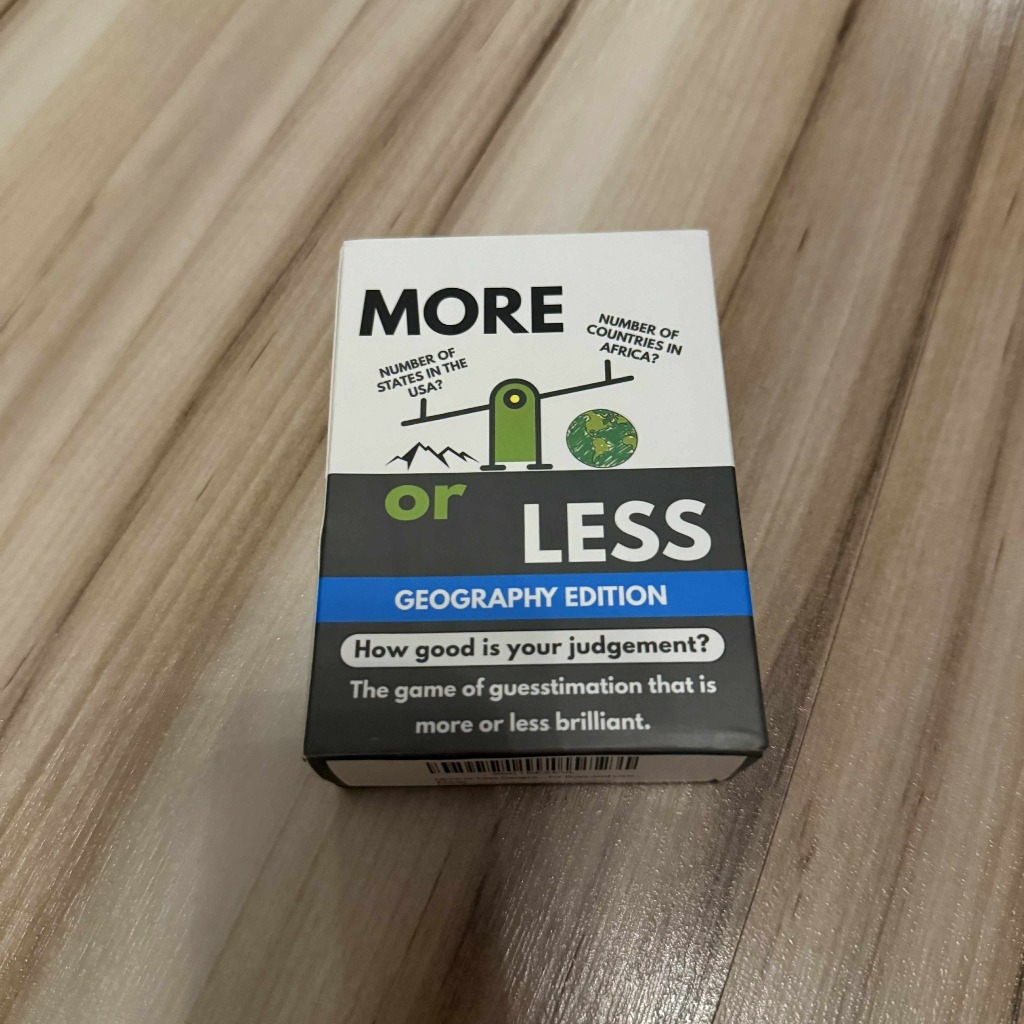 MORE
NUMBER OF
STATES IN THE
USA?
NUMBER OF
COUNTRIES IN
AFRICA?
or
LESS
GEOGRAPHY EDITION
How good is your judgement?
The game of guesstimation that is
more or less brilliant.